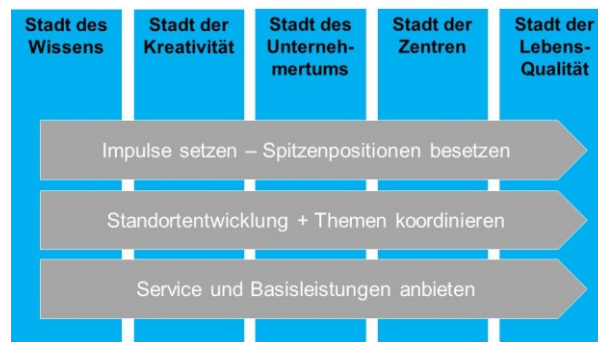 Stadt des
Wissens
Stadt der
Kreativität
Stadt des
Unterneh-
mertums
Stadt der
Zentren
Stadt der
Lebens-
Qualität
Impulse setzen – Spitzenpositionen besetzen
Standortentwicklung + Themen koordinieren
Service und Basisleistungen anbieten